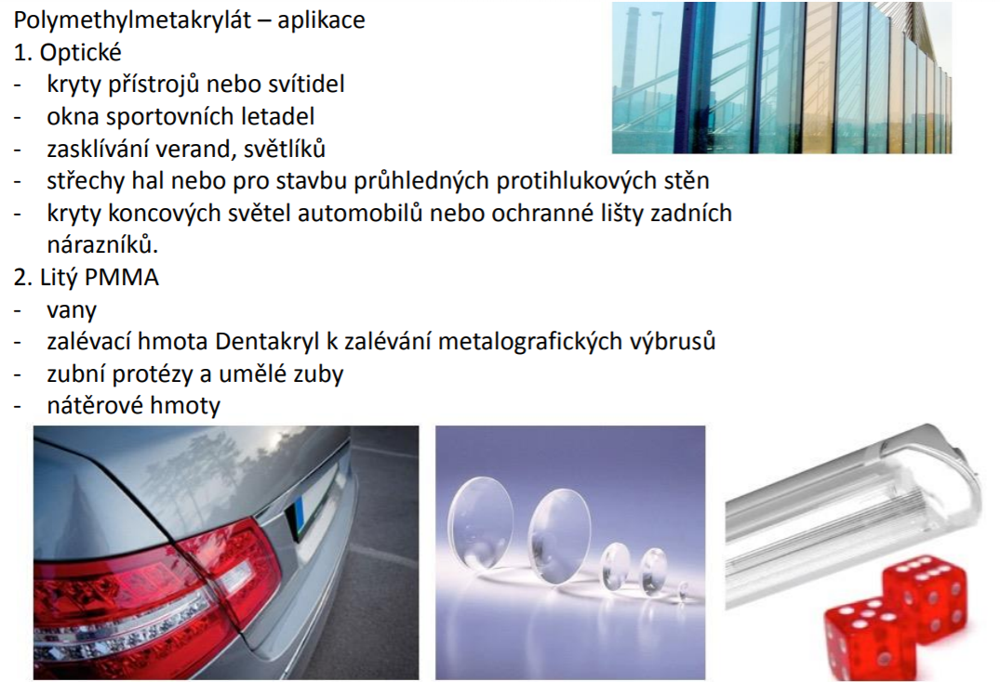 Polymethylmetakrylát – aplikace
1. Optické
- kryty přístrojů nebo svítidel
- okna sportovních letadel
- zasklívání verand, světlíků
- střechy hal nebo pro stavbu průhledných protihlukových stěn
- kryty koncových světel automobilů nebo ochranné lišty zadních
nárazníků.
2. Litý PMMA
- vany
- zalévací hmota Dentakryl k zalévání metalografických výbrusů
- zubní protézy a umělé zuby
- nátěrové hmoty